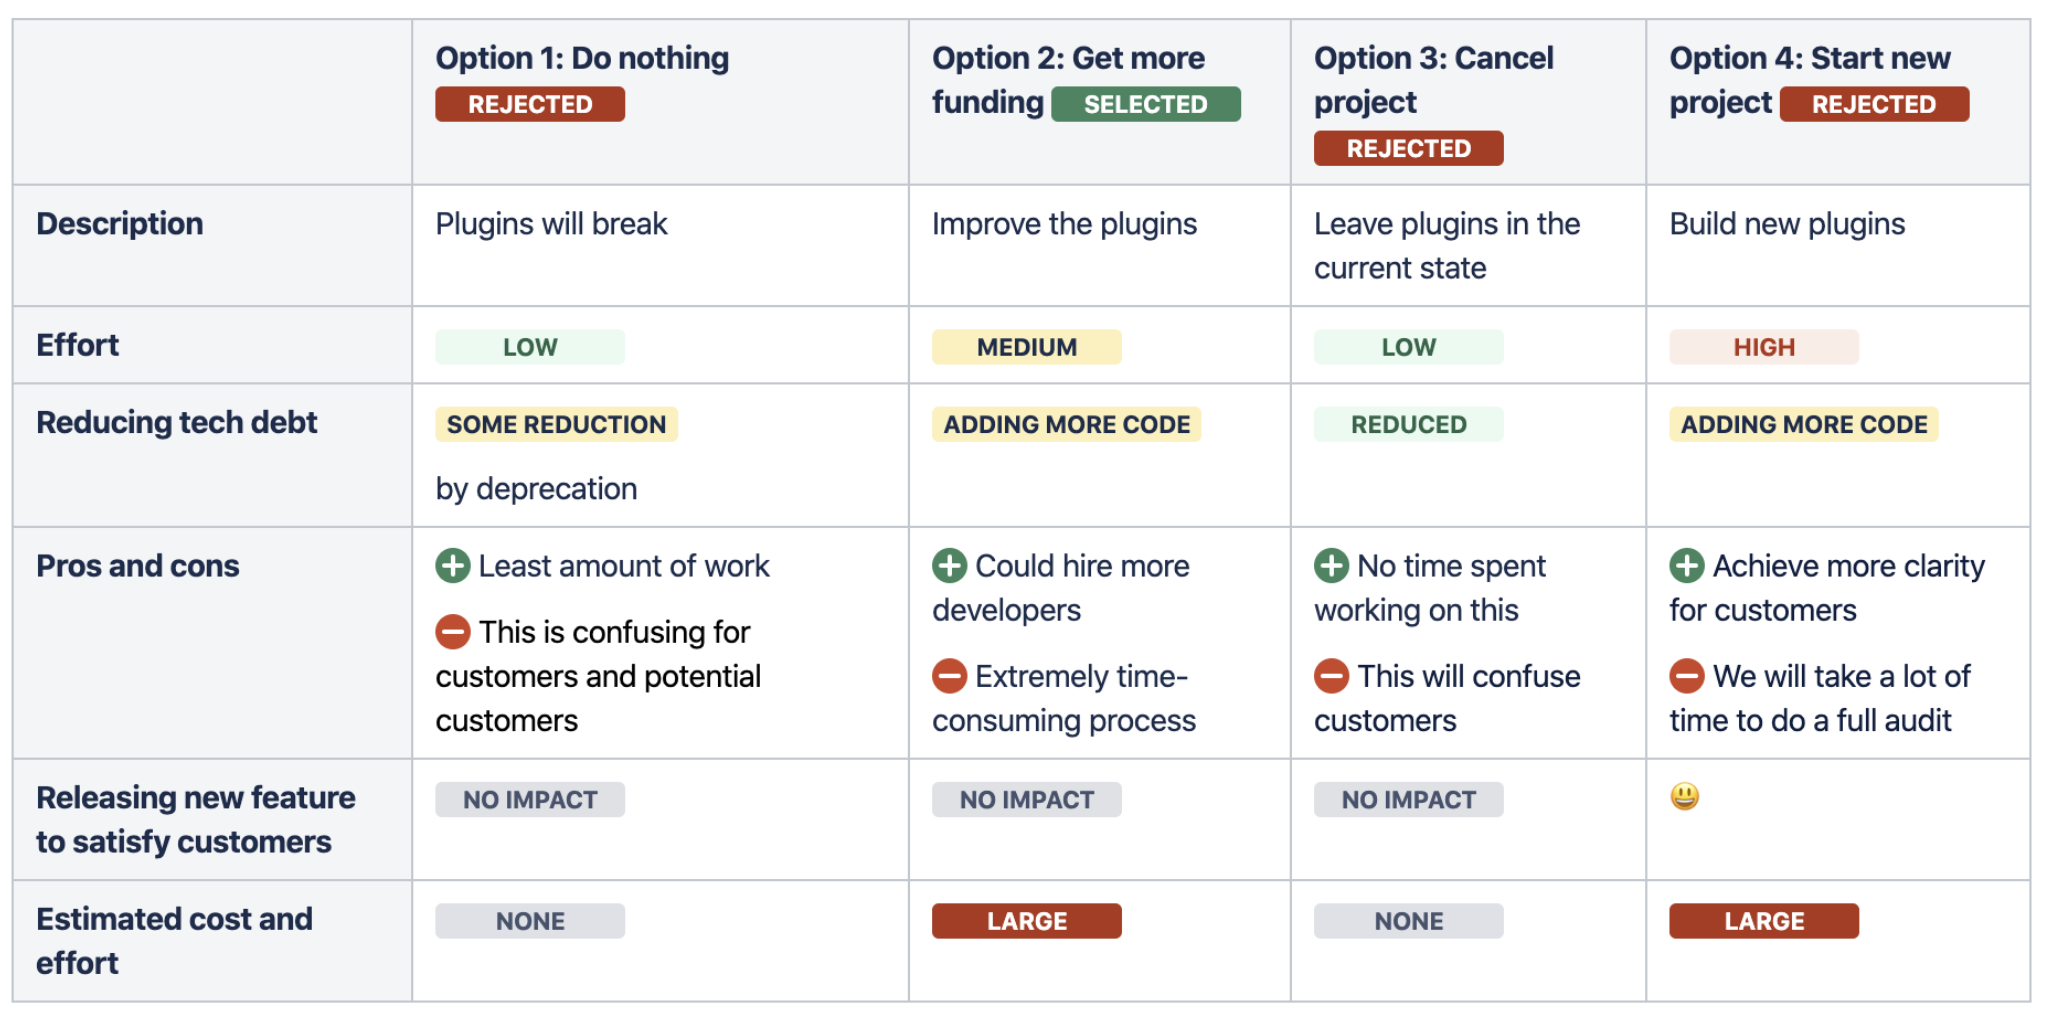 Option 1: Do nothing
REJECTED
Option 2: Get more
funding SELECTED
Option 3: Cancel
project
REJECTED
Option 4: Start new
project REJECTED
Description
Plugins will break
Improve the plugins
Leave plugins in the
current state
Build new plugins
Effort
LOW
MEDIUM
LOW
HIGH
Reducing tech debt
SOME REDUCTION
by deprecation
ADDING MORE CODE
REDUCED
ADDING MORE CODE
Pros and cons
Least amount of work
This is confusing for
customers and potential
customers
Could hire more
developers
Extremely time-
consuming process
No time spent
working on this
This will confuse
customers
Achieve more clarity
for customers
We will take a lot of
time to do a full audit
Releasing new feature
to satisfy customers
NO IMPACT
NO IMPACT
NO IMPACT
😃
Estimated cost and
effort
NONE
LARGE
NONE
LARGE